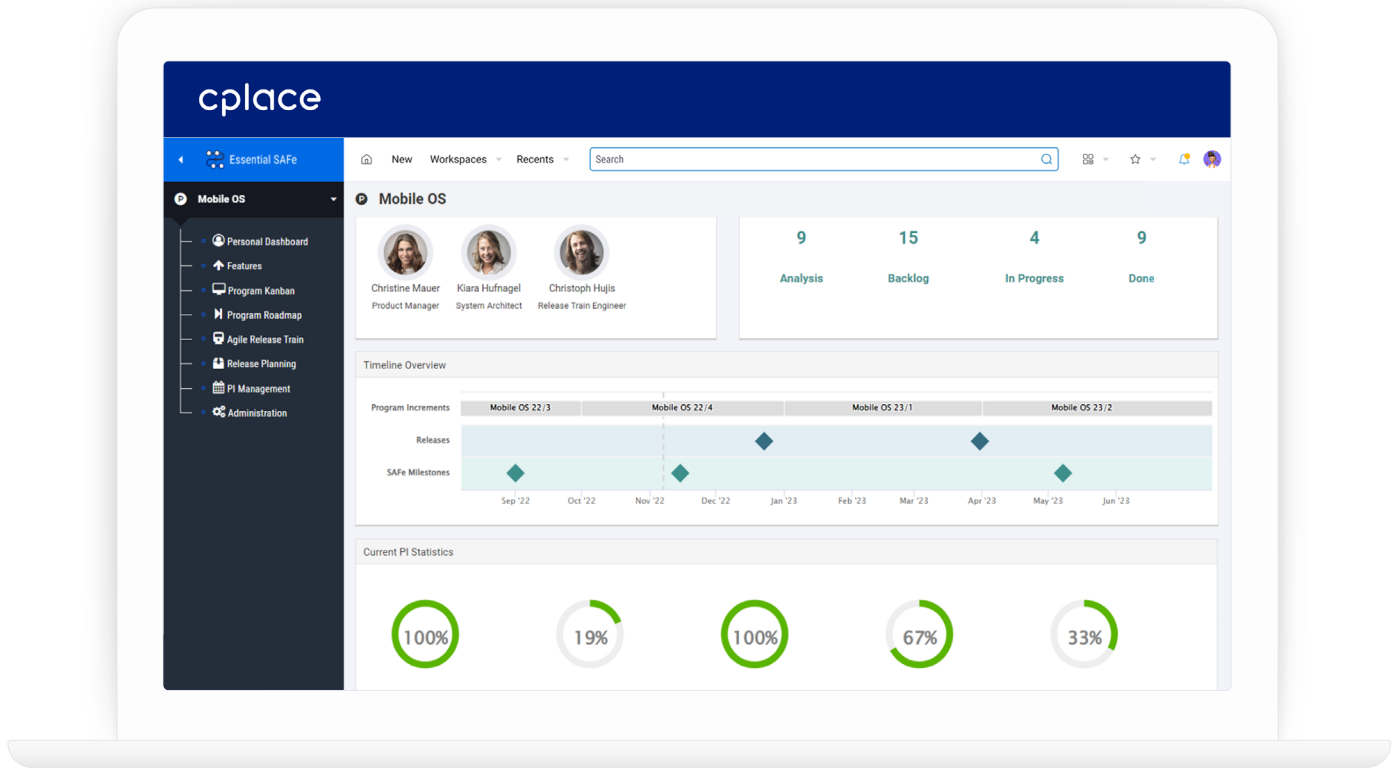 cplace
Essential SAFe
New Workspaces Recents Search
P Mobile OS
Personal Dashboard
Features
Program Kanban
Program Roadmap
Agile Release Train
Release Planning
PI Management
Administration
P Mobile OS
Christine Mauer Kiara Hufnagel Christoph Hujis
Product Manager System Architect Release Train Engineer
9 15 4 9
Analysis Backlog In Progress Done
Timeline Overview
Program Increments Mobile OS 22/3 Mobile OS 22/4 Mobile OS 23/1 Mobile OS 23/2
Releases
SAFe Milestones
Sep '22 Oct '22 Nov '22 Dec '22 Jan '23 Feb '23 Mar '23 Apr '23 May '23 Jun '23
Current PI Statistics
100% 19% 100% 67% 33%